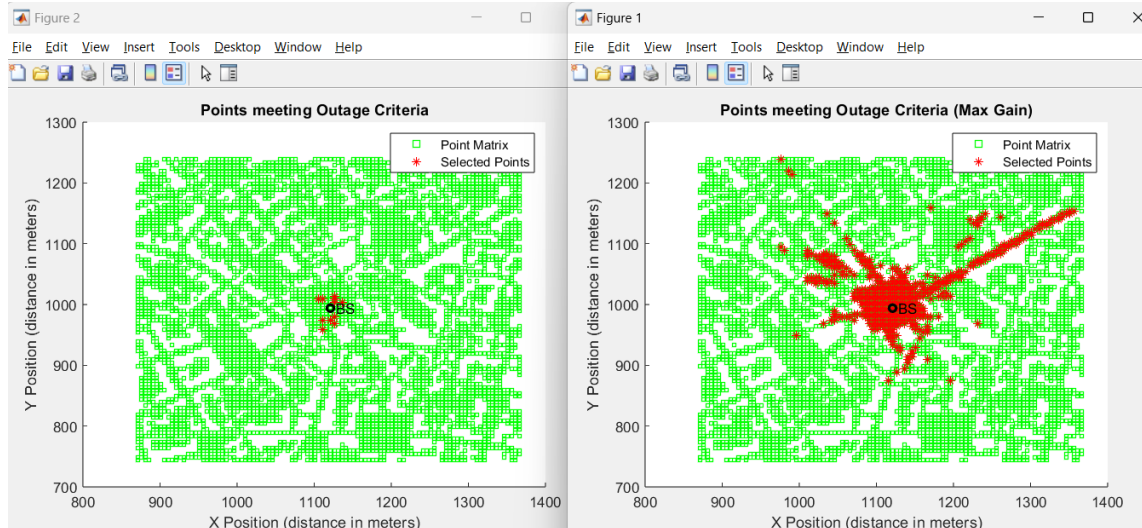 Figure 2
File Edit View Insert Tools Desktop Window Help
Points meeting Outage Criteria
1300
1200
1100
1000
900
800
700
Y Position (distance in meters)
Point Matrix
Selected Points
BS
800 900 1000 1100 1200 1300 1400
X Position (distance in meters)
Figure 1
File Edit View Insert Tools Desktop Window Help
Points meeting Outage Criteria (Max Gain)
1300
1200
1100
1000
900
800
700
Y Position (distance in meters)
Point Matrix
Selected Points
BS
800 900 1000 1100 1200 1300 1400
X Position (distance in meters)